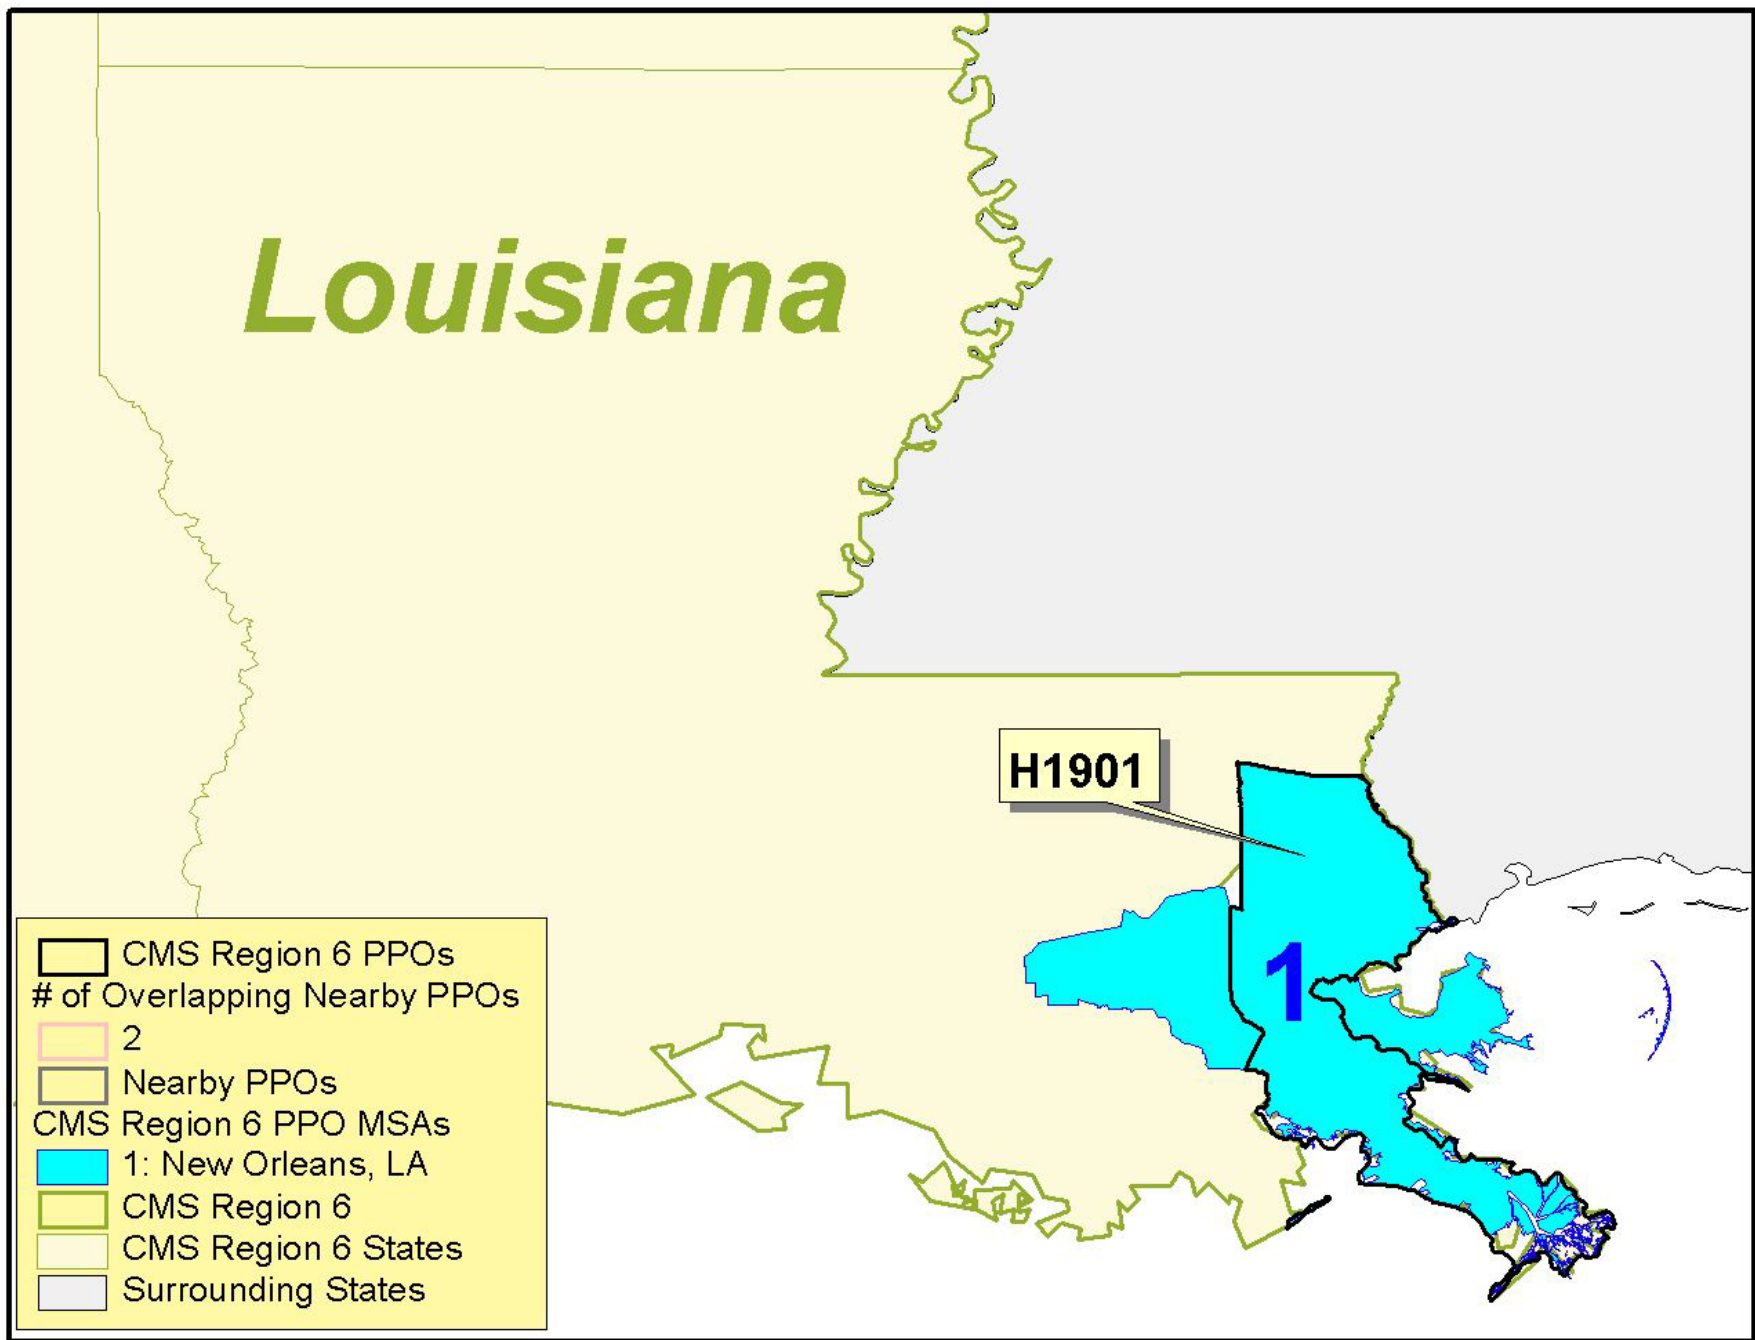 Louisiana
H1901
1
CMS Region 6 PPOs
# of Overlapping Nearby PPOs
2
Nearby PPOs
CMS Region 6 PPO MSAs
1: New Orleans, LA
CMS Region 6
CMS Region 6 States
Surrounding States